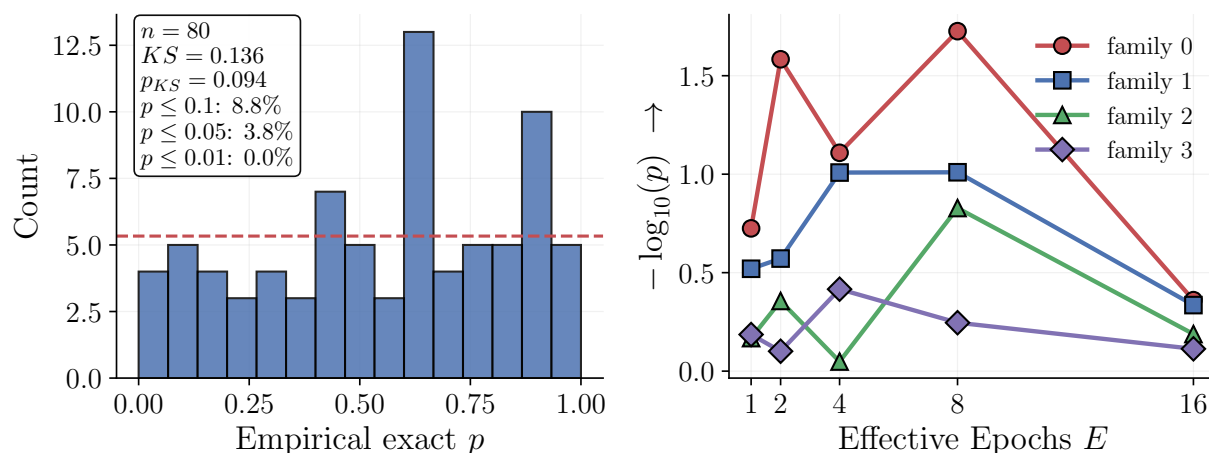 n = 80
KS = 0.136
p_{KS} = 0.094
p ≤ 0.1: 8.8%
p ≤ 0.05: 3.8%
p ≤ 0.01: 0.0%
Count
12.5
10.0
7.5
5.0
2.5
0.0
0.00 0.25 0.50 0.75 1.00
Empirical exact p
− log₁₀(p) →
1.5
1.0
0.5
0.0
family 0
family 1
family 2
family 3
1 2 4 8 16
Effective Epochs E